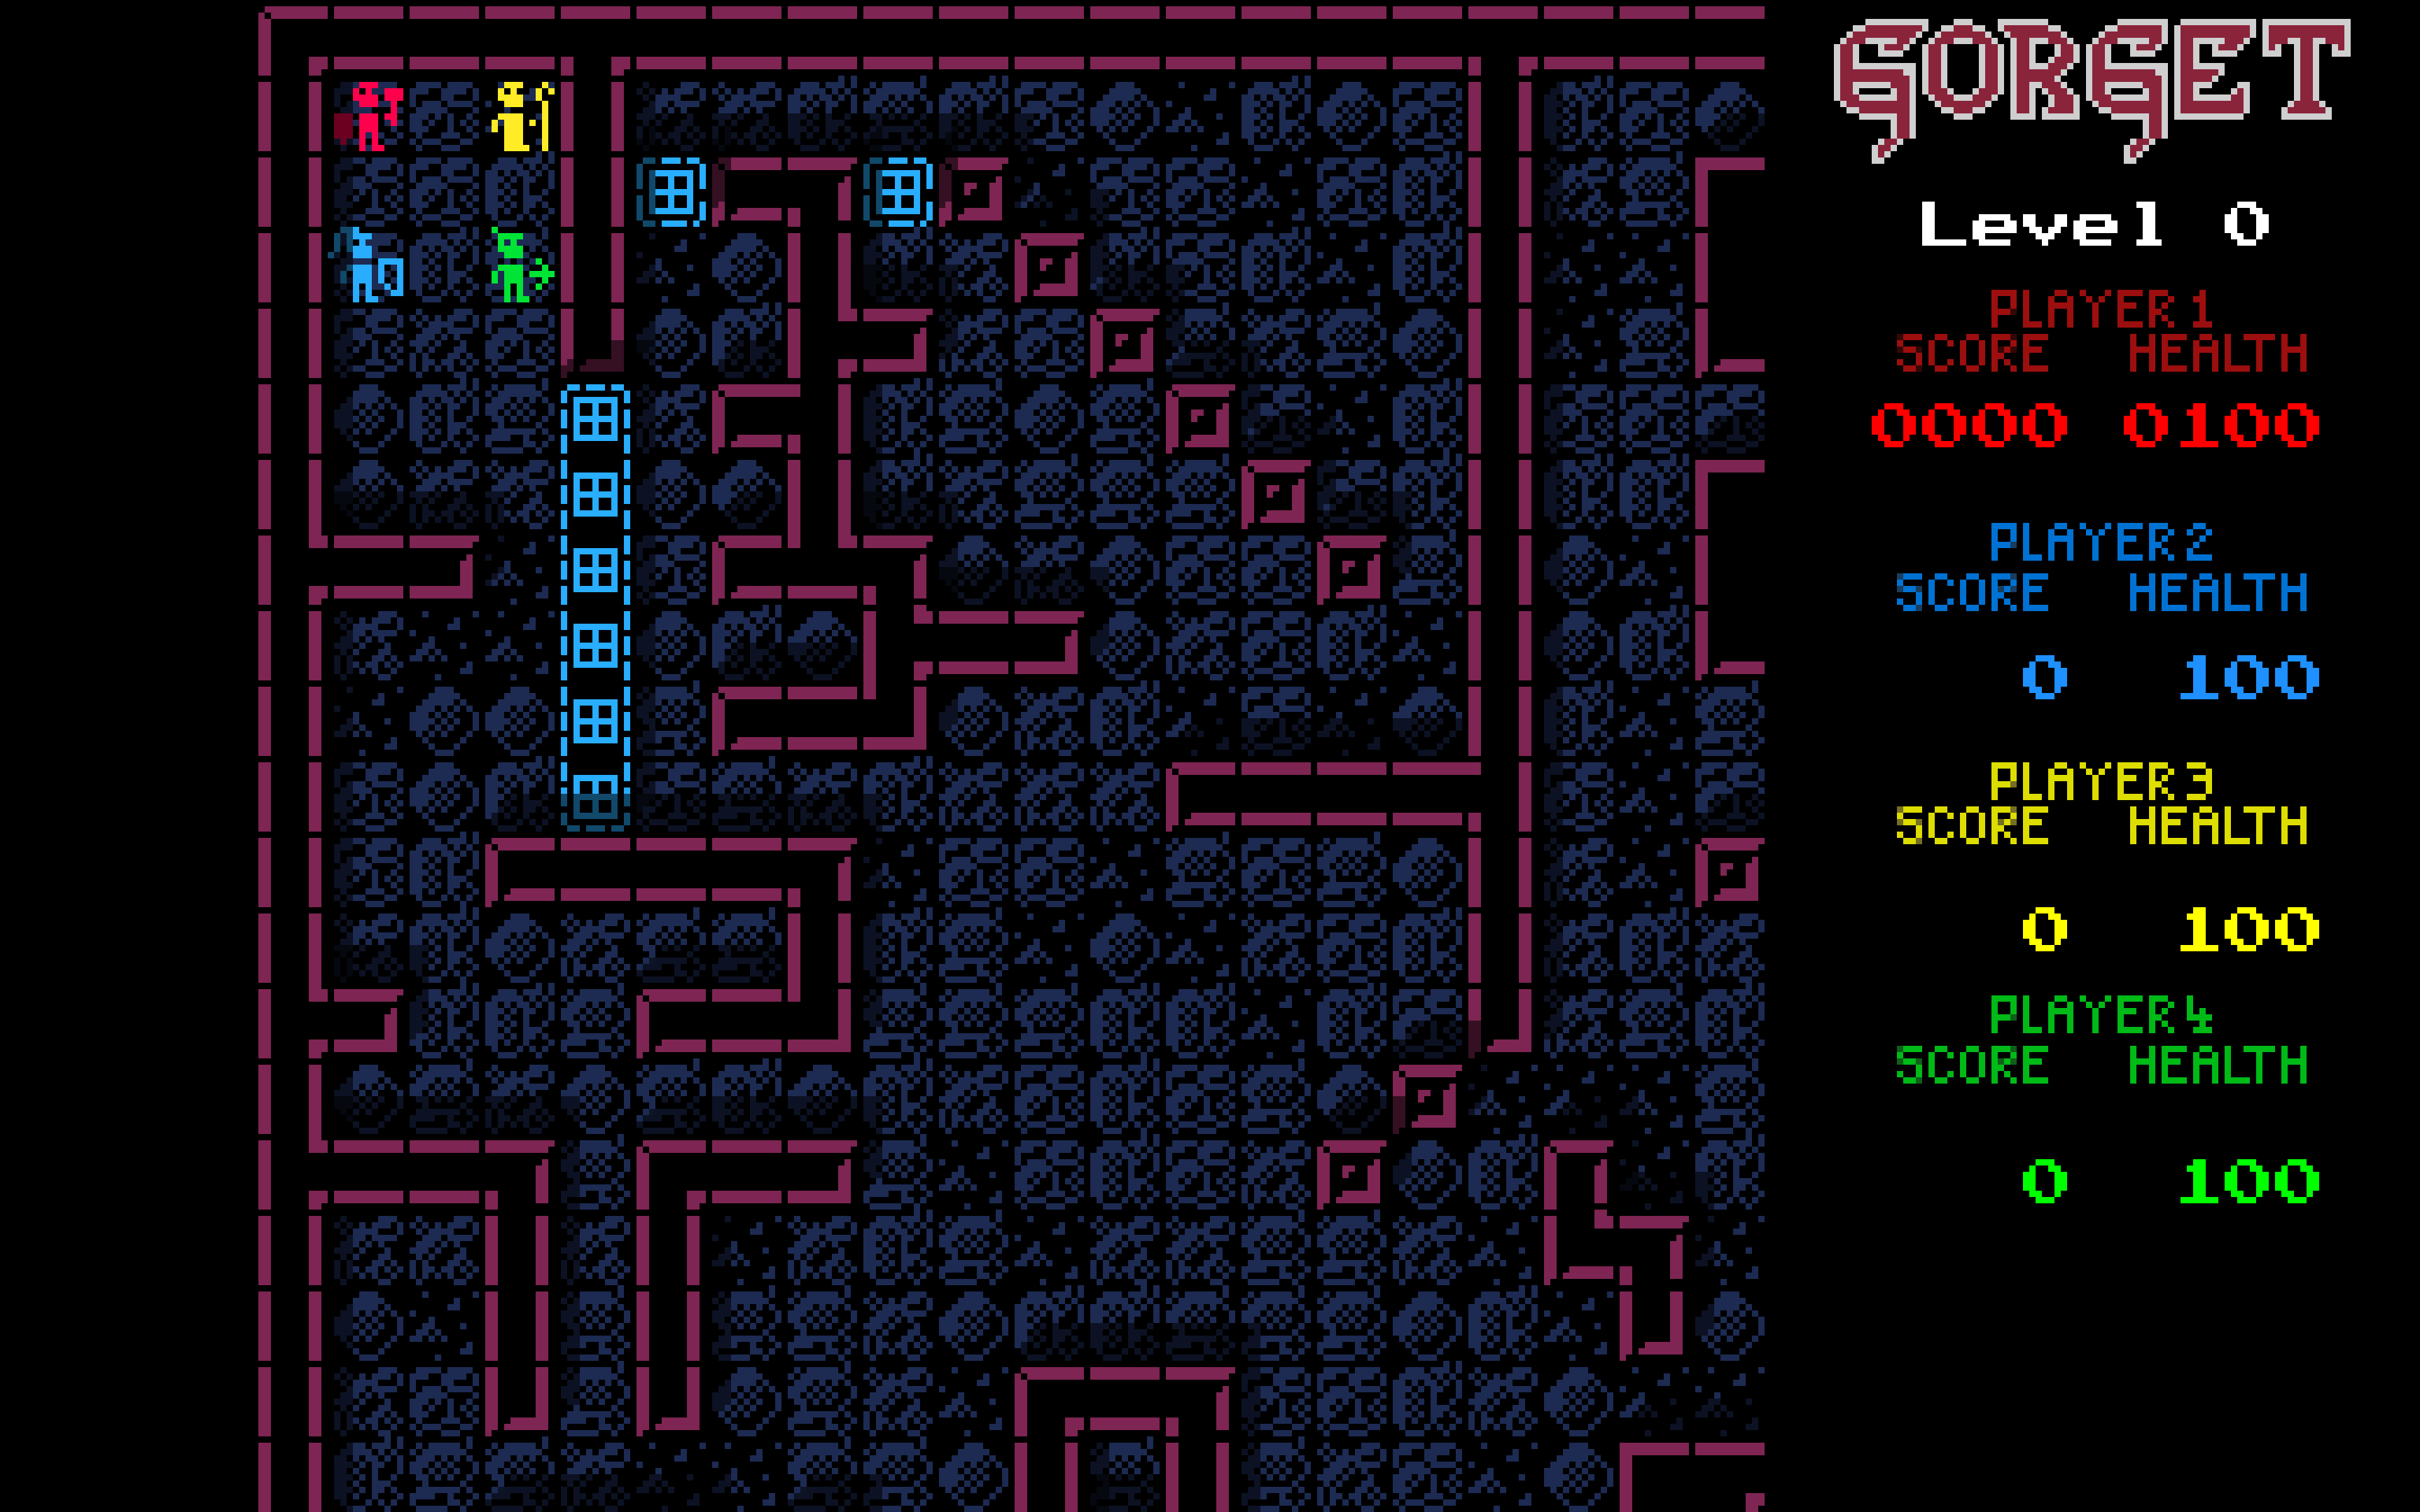 GORGET
Level 0
PLAYER 1
SCORE HEALTH
0000 0100
PLAYER 2
SCORE HEALTH
0 100
PLAYER 3
SCORE HEALTH
0 100
PLAYER 4
SCORE HEALTH
0 100